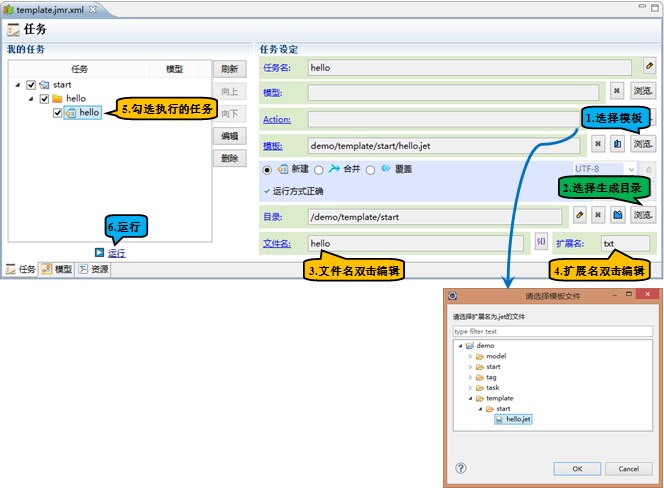 template.jmr.xml
任务
我的任务
任务 模型
start
hello
hello
5.勾选执行的任务
刷新
向上
向下
编辑
删除
6.运行
运行
任务 模型 资源
任务设定
任务名: hello
模型: 浏览.
Action:
1.选择模板
模板: demo/template/start/hello.jet 浏览.
新建 合并 覆盖 UTF-8
运行方式正确
2.选择生成目录
目录: /demo/template/start 浏览.
文件名: hello 扩展名: txt
3.文件名双击编辑
4.扩展名双击编辑
请选择模板文件
请选择扩展名为.jet的文件
type filter text
demo
model
start
tag
task
template
start
hello.jet
OK Cancel